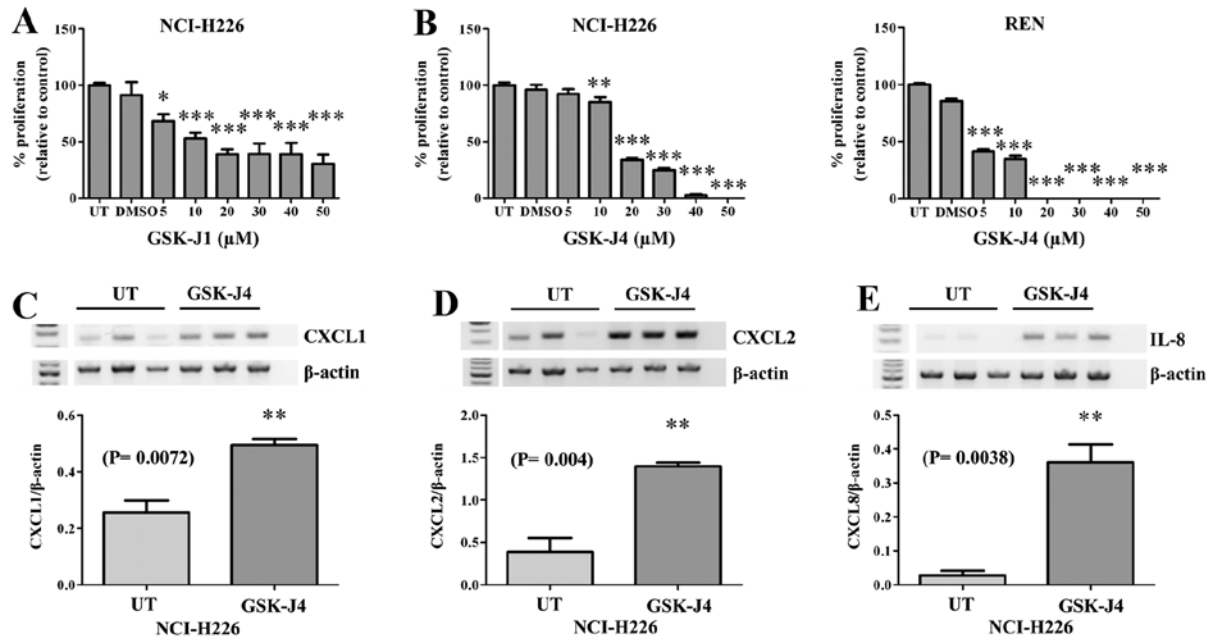 A
NCI-H226
% proliferation
(relative to control)
150
100
50
0
* *** *** *** *** ***
UT DMSO 5 10 20 30 40 50
GSK-J1 (µM)
B
NCI-H226
% proliferation
(relative to control)
150
100
50
0
** *** *** *** ***
UT DMSO 5 10 20 30 40 50
GSK-J4 (µM)
REN
% proliferation
(relative to control)
150
100
50
0
*** *** *** *** *** ***
UT DMSO 5 10 20 30 40 50
GSK-J4 (µM)
C
UT GSK-J4
CXCL1
β-actin
CXCL1/β-actin
0.6
0.4
0.2
0.0
(P= 0.0072)
**
UT GSK-J4
NCI-H226
D
UT GSK-J4
CXCL2
β-actin
CXCL2/β-actin
2.0
1.5
1.0
0.5
0.0
(P= 0.004)
**
UT GSK-J4
NCI-H226
E
UT GSK-J4
IL-8
β-actin
CXCL8/β-actin
0.5
0.4
0.3
0.2
0.1
0.0
(P= 0.0038)
**
UT GSK-J4
NCI-H226